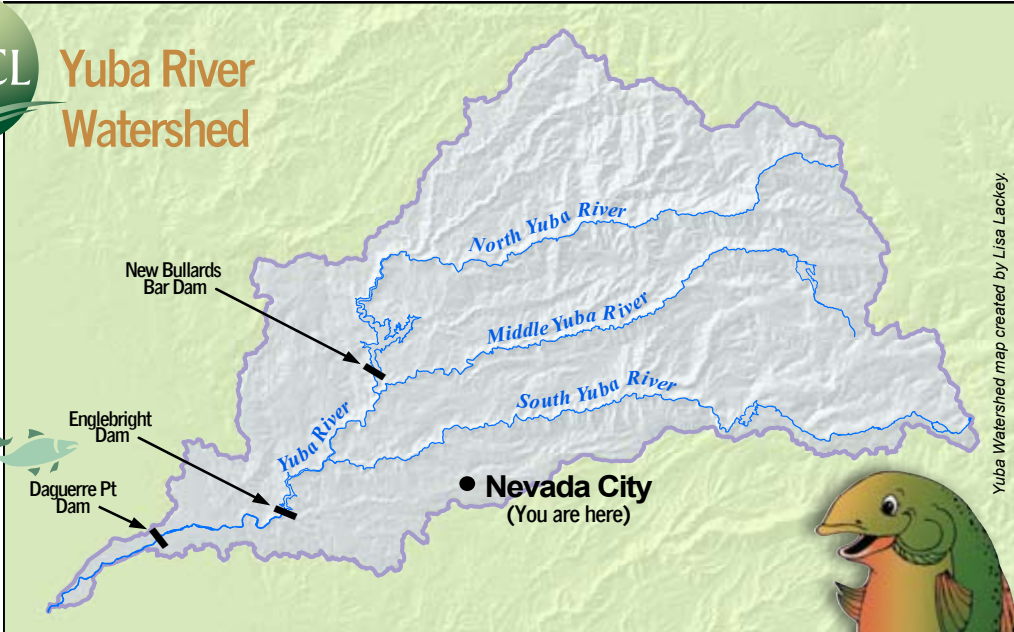 CL
Yuba River
Watershed
North Yuba River
New Bullards
Bar Dam
Middle Yuba River
South Yuba River
Englebright
Dam
Yuba River
Daguerre Pt
Dam
Nevada City
(You are here)
Yuba Watershed map created by Lisa Lackey.